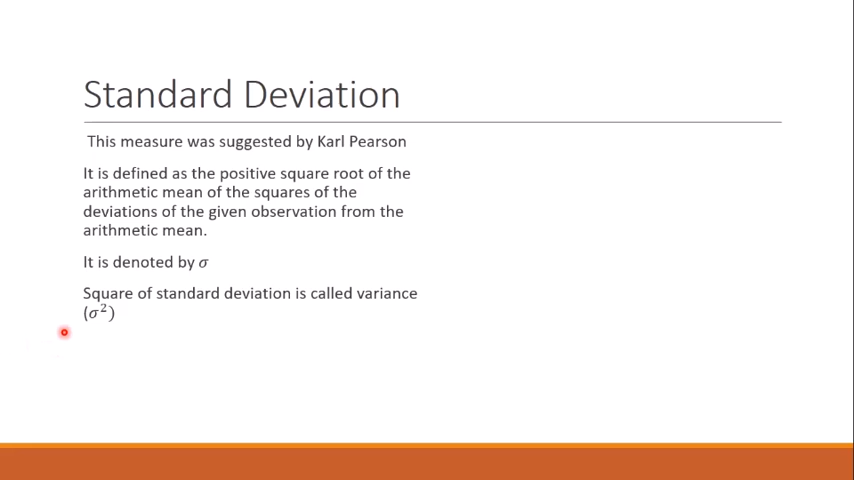 Standard Deviation
This measure was suggested by Karl Pearson
It is defined as the positive square root of the
arithmetic mean of the squares of the
deviations of the given observation from the
arithmetic mean.
It is denoted by σ
Square of standard deviation is called variance
(σ²)